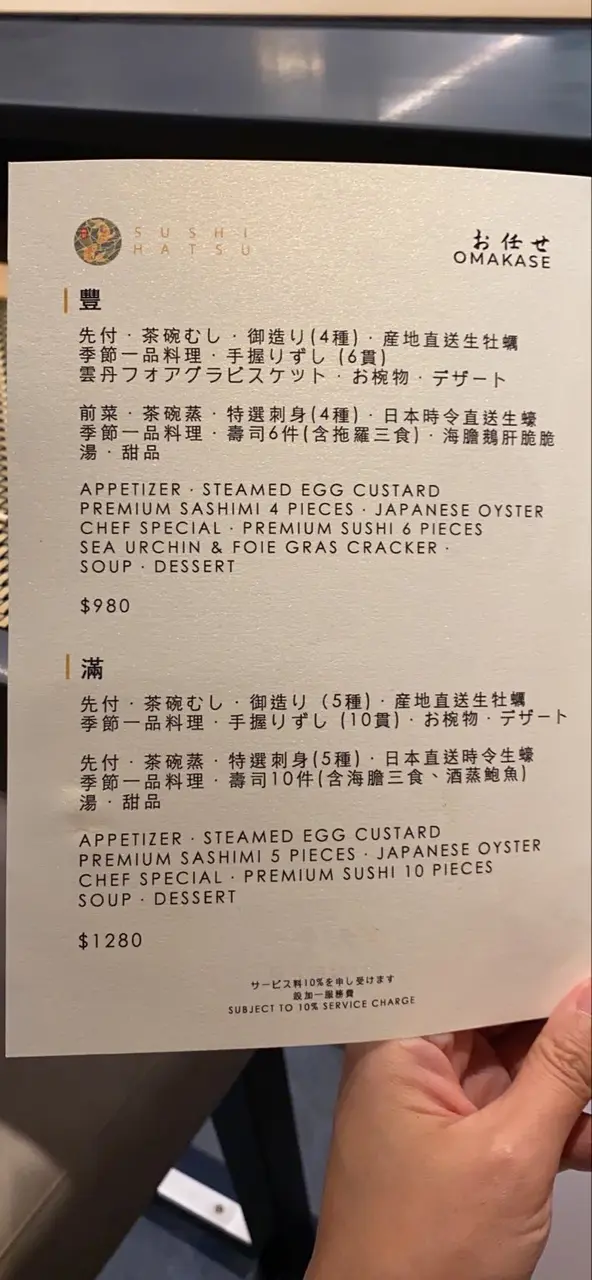 SUSHI
HATSU
お任せ
OMAKASE
豐
先付・茶碗むし・御造り(4種)・産地直送生牡蠣
季節一品料理・手握りずし (6貫)
雲丹フォアグラビスケット・お椀物・デザート
前菜・茶碗蒸・特選刺身(4種)・日本時令直送生蠔
季節一品料理・壽司6件(含拖羅三食)・海膽鵝肝脆脆
湯・甜品
APPETIZER · STEAMED EGG CUSTARD
PREMIUM SASHIMI 4 PIECES · JAPANESE OYSTER
CHEF SPECIAL · PREMIUM SUSHI 6 PIECES
SEA URCHIN & FOIE GRAS CRACKER ·
SOUP · DESSERT
$980
滿
先付・茶碗むし・御造り (5種)・産地直送生牡蠣
季節一品料理・手握りずし (10貫)・お椀物・デザート
先付・茶碗蒸・特選刺身(5種)・日本直送時令生蠔
季節一品料理・壽司10件(含海膽三食、酒蒸鮑魚)
湯・甜品
APPETIZER · STEAMED EGG CUSTARD
PREMIUM SASHIMI 5 PIECES · JAPANESE OYSTER
CHEF SPECIAL · PREMIUM SUSHI 10 PIECES
SOUP · DESSERT
$1280
サービス料10%を申し受けます
設加一服務費
SUBJECT TO 10% SERVICE CHARGE